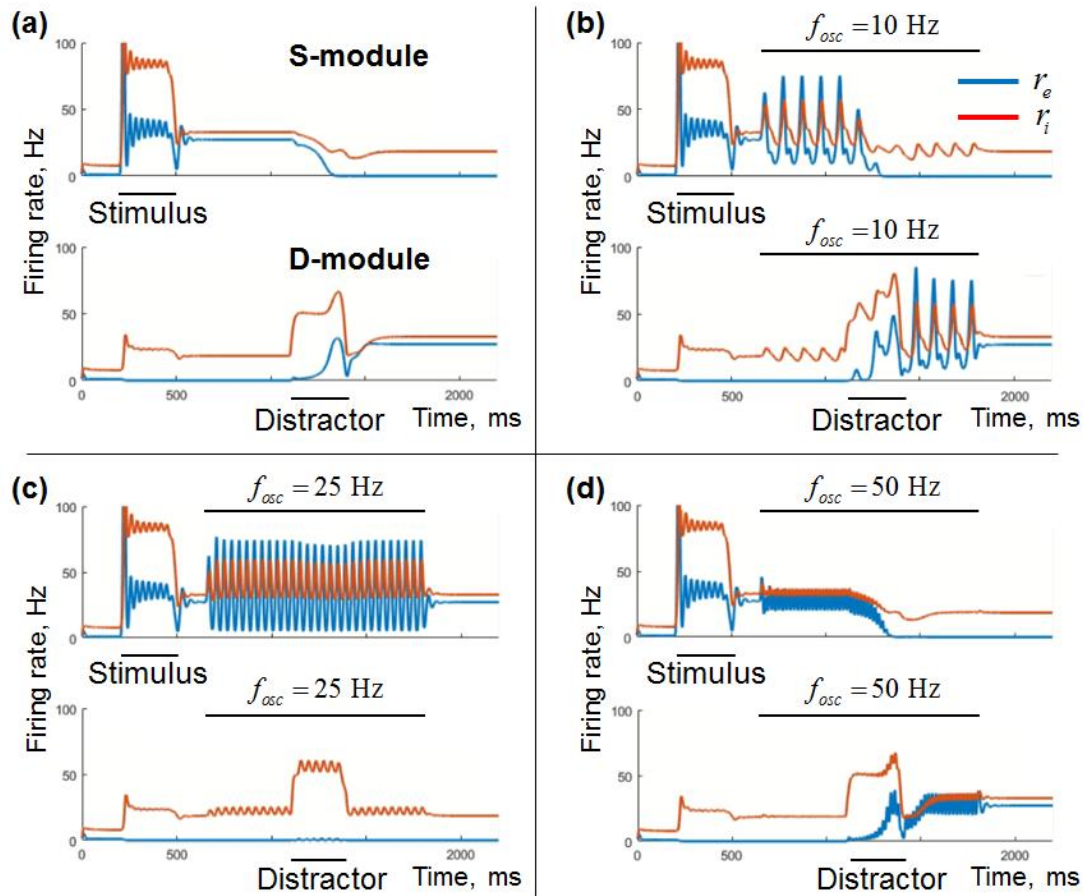 (a)
S-module
Firing rate, Hz
100
50
0
Stimulus
D-module
100
50
0
0
500
2000
Distractor
Time, ms
(b)
f_osc = 10 Hz
r_e
r_i
100
50
0
Stimulus
f_osc = 10 Hz
100
50
0
0
500
2000
Distractor
Time, ms
(c)
f_osc = 25 Hz
Firing rate, Hz
100
50
0
Stimulus
f_osc = 25 Hz
100
50
0
0
500
2000
Distractor
Time, ms
(d)
f_osc = 50 Hz
Firing rate, Hz
100
50
0
Stimulus
f_osc = 50 Hz
100
50
0
0
500
2000
Distractor
Time, ms